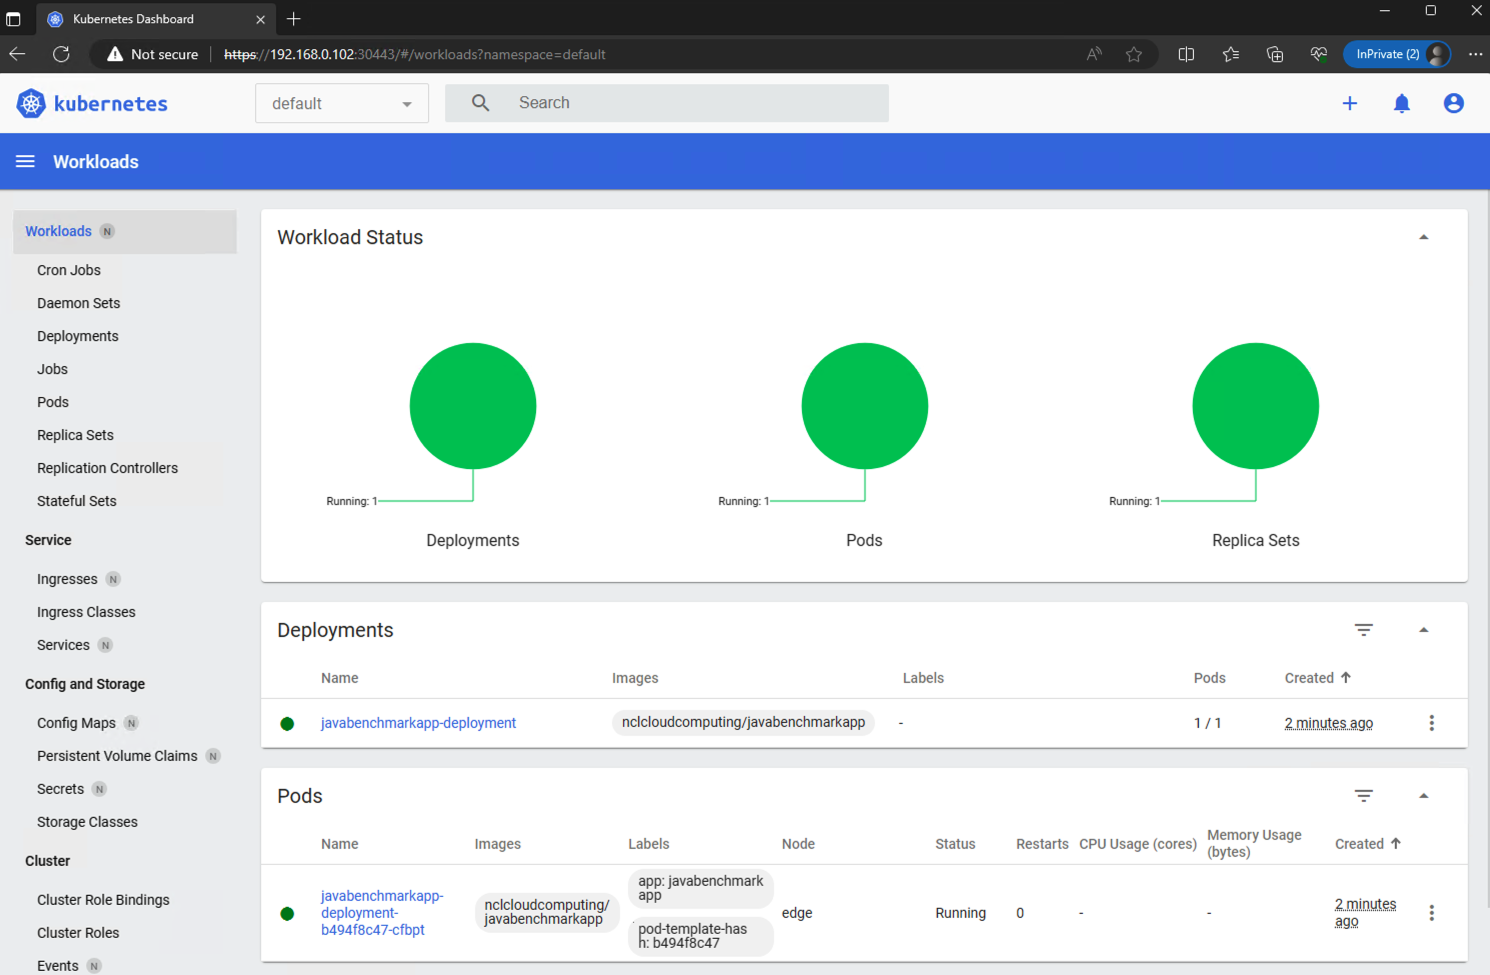 Kubernetes Dashboard
Not secure
https://192.168.0.102:30443/#/workloads?namespace=default
InPrivate (2)
kubernetes
default
Search
Workloads
Workloads N
Cron Jobs
Daemon Sets
Deployments
Jobs
Pods
Replica Sets
Replication Controllers
Stateful Sets
Service
Ingresses N
Ingress Classes
Services N
Config and Storage
Config Maps N
Persistent Volume Claims N
Secrets N
Storage Classes
Cluster
Cluster Role Bindings
Cluster Roles
Events N
Workload Status
Running: 1
Deployments
Running: 1
Pods
Running: 1
Replica Sets
Deployments
Name Images Labels Pods Created
javabenchmarkapp-deployment nclcloudcomputing/javabenchmarkapp - 1 / 1 2 minutes ago
Pods
Name Images Labels Node Status Restarts CPU Usage (cores) Memory Usage
(bytes) Created
javabenchmarkapp-
deployment-
b494f8c47-cfbpt
nclcloudcomputing/
javabenchmarkapp
app: javabenchmark
app
pod-template-has
h: b494f8c47
edge
Running
0
-
-
2 minutes
ago